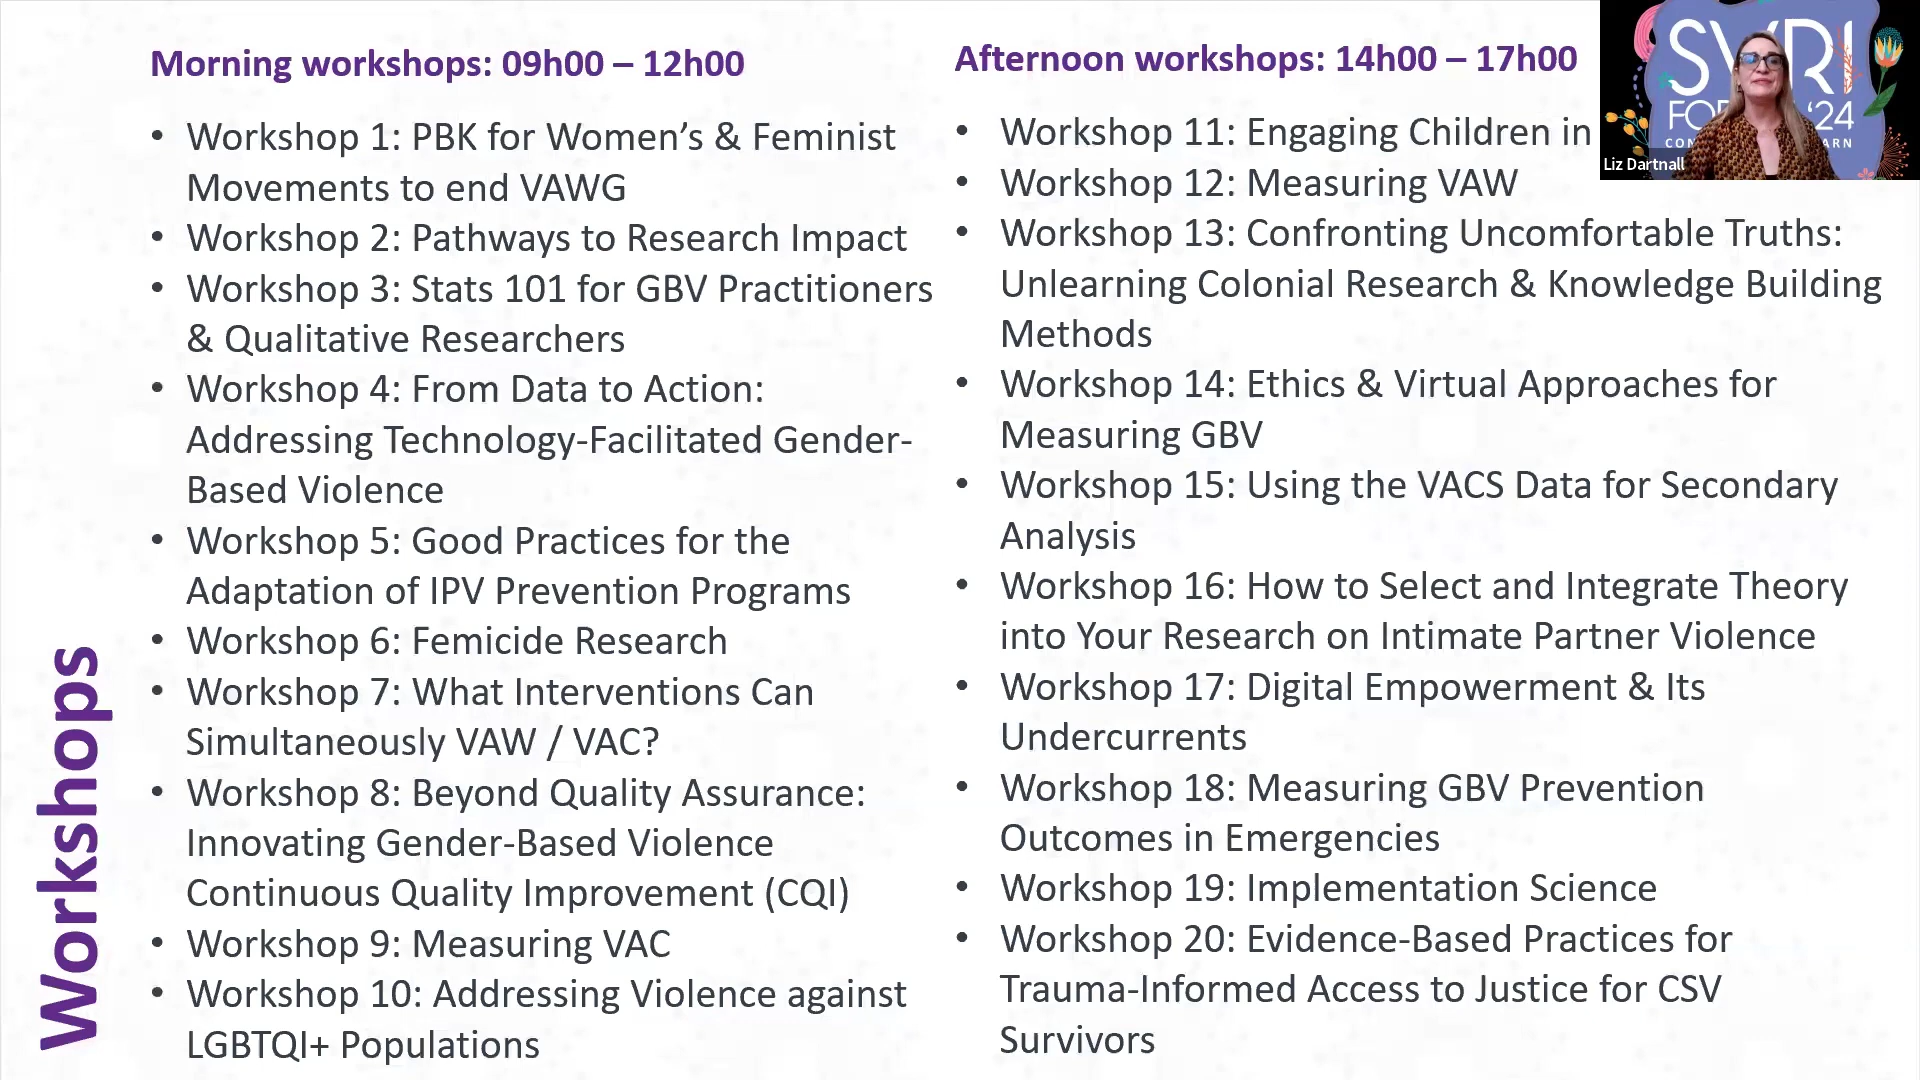 Morning workshops: 09h00 – 12h00
• Workshop 1: PBK for Women’s & Feminist
Movements to end VAWG
• Workshop 2: Pathways to Research Impact
• Workshop 3: Stats 101 for GBV Practitioners
& Qualitative Researchers
• Workshop 4: From Data to Action:
Addressing Technology-Facilitated Gender-
Based Violence
• Workshop 5: Good Practices for the
Adaptation of IPV Prevention Programs
• Workshop 6: Femicide Research
• Workshop 7: What Interventions Can
Simultaneously VAW / VAC?
• Workshop 8: Beyond Quality Assurance:
Innovating Gender-Based Violence
Continuous Quality Improvement (CQI)
• Workshop 9: Measuring VAC
• Workshop 10: Addressing Violence against
LGBTQI+ Populations
Afternoon workshops: 14h00 – 17h00
• Workshop 11: Engaging Children in
• Workshop 12: Measuring VAW
• Workshop 13: Confronting Uncomfortable Truths:
Unlearning Colonial Research & Knowledge Building
Methods
• Workshop 14: Ethics & Virtual Approaches for
Measuring GBV
• Workshop 15: Using the VACS Data for Secondary
Analysis
• Workshop 16: How to Select and Integrate Theory
into Your Research on Intimate Partner Violence
• Workshop 17: Digital Empowerment & Its
Undercurrents
• Workshop 18: Measuring GBV Prevention
Outcomes in Emergencies
• Workshop 19: Implementation Science
• Workshop 20: Evidence-Based Practices for
Trauma-Informed Access to Justice for CSV
Survivors
Workshops
SVRI
‘24
Liz Dartnall